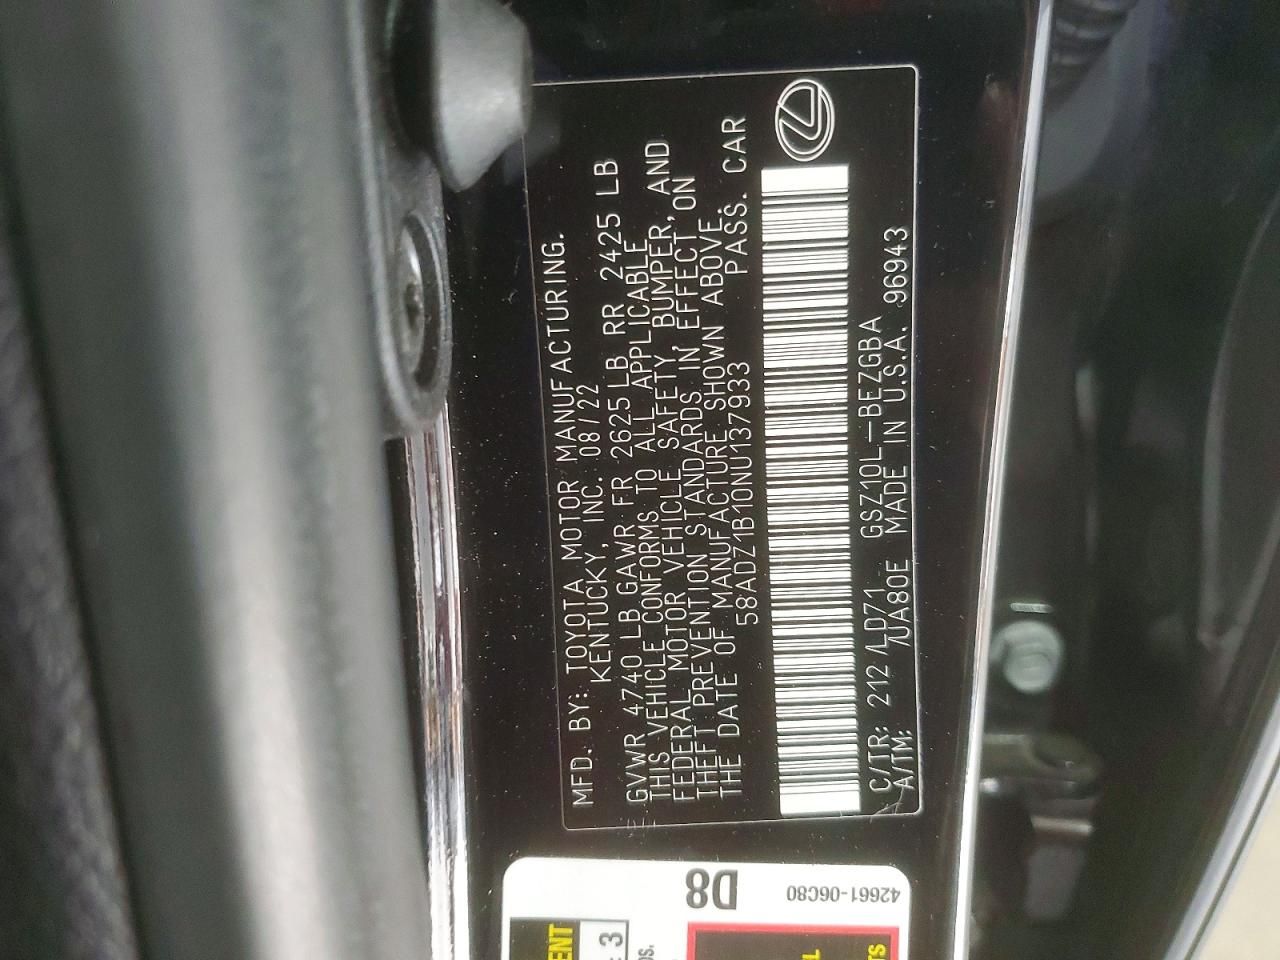 MFD. BY: TOYOTA MOTOR MANUFACTURING.
KENTUCKY, INC. 08/22
GVWR 4740 LB GAWR FR 2625 LB RR 2425 LB
THIS VEHICLE CONFORMS TO ALL APPLICABLE
FEDERAL MOTOR VEHICLE SAFETY, BUMPER, AND
THEFT PREVENTION STANDARDS IN EFFECT ON
THE DATE OF MANUFACTURE SHOWN ABOVE.
58ADZ1B10NU137933 PASS. CAR
C/TR: 212 /LD71 GSZ10L-BEZGBA
A/TM: /UA80E MADE IN U.S.A. 96943
D8
42661-06C80
3